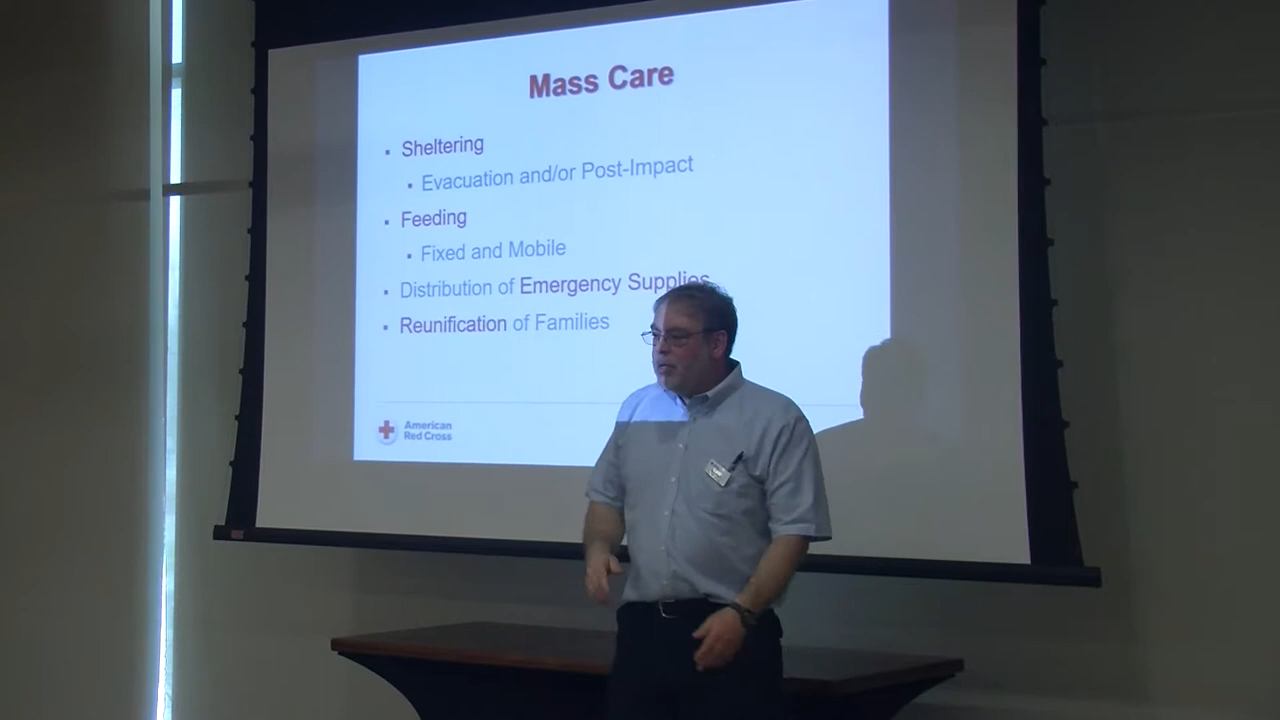 Mass Care
▪ Sheltering
▪ Evacuation and/or Post-Impact
▪ Feeding
▪ Fixed and Mobile
▪ Distribution of Emergency Supplies
▪ Reunification of Families
American
Red Cross